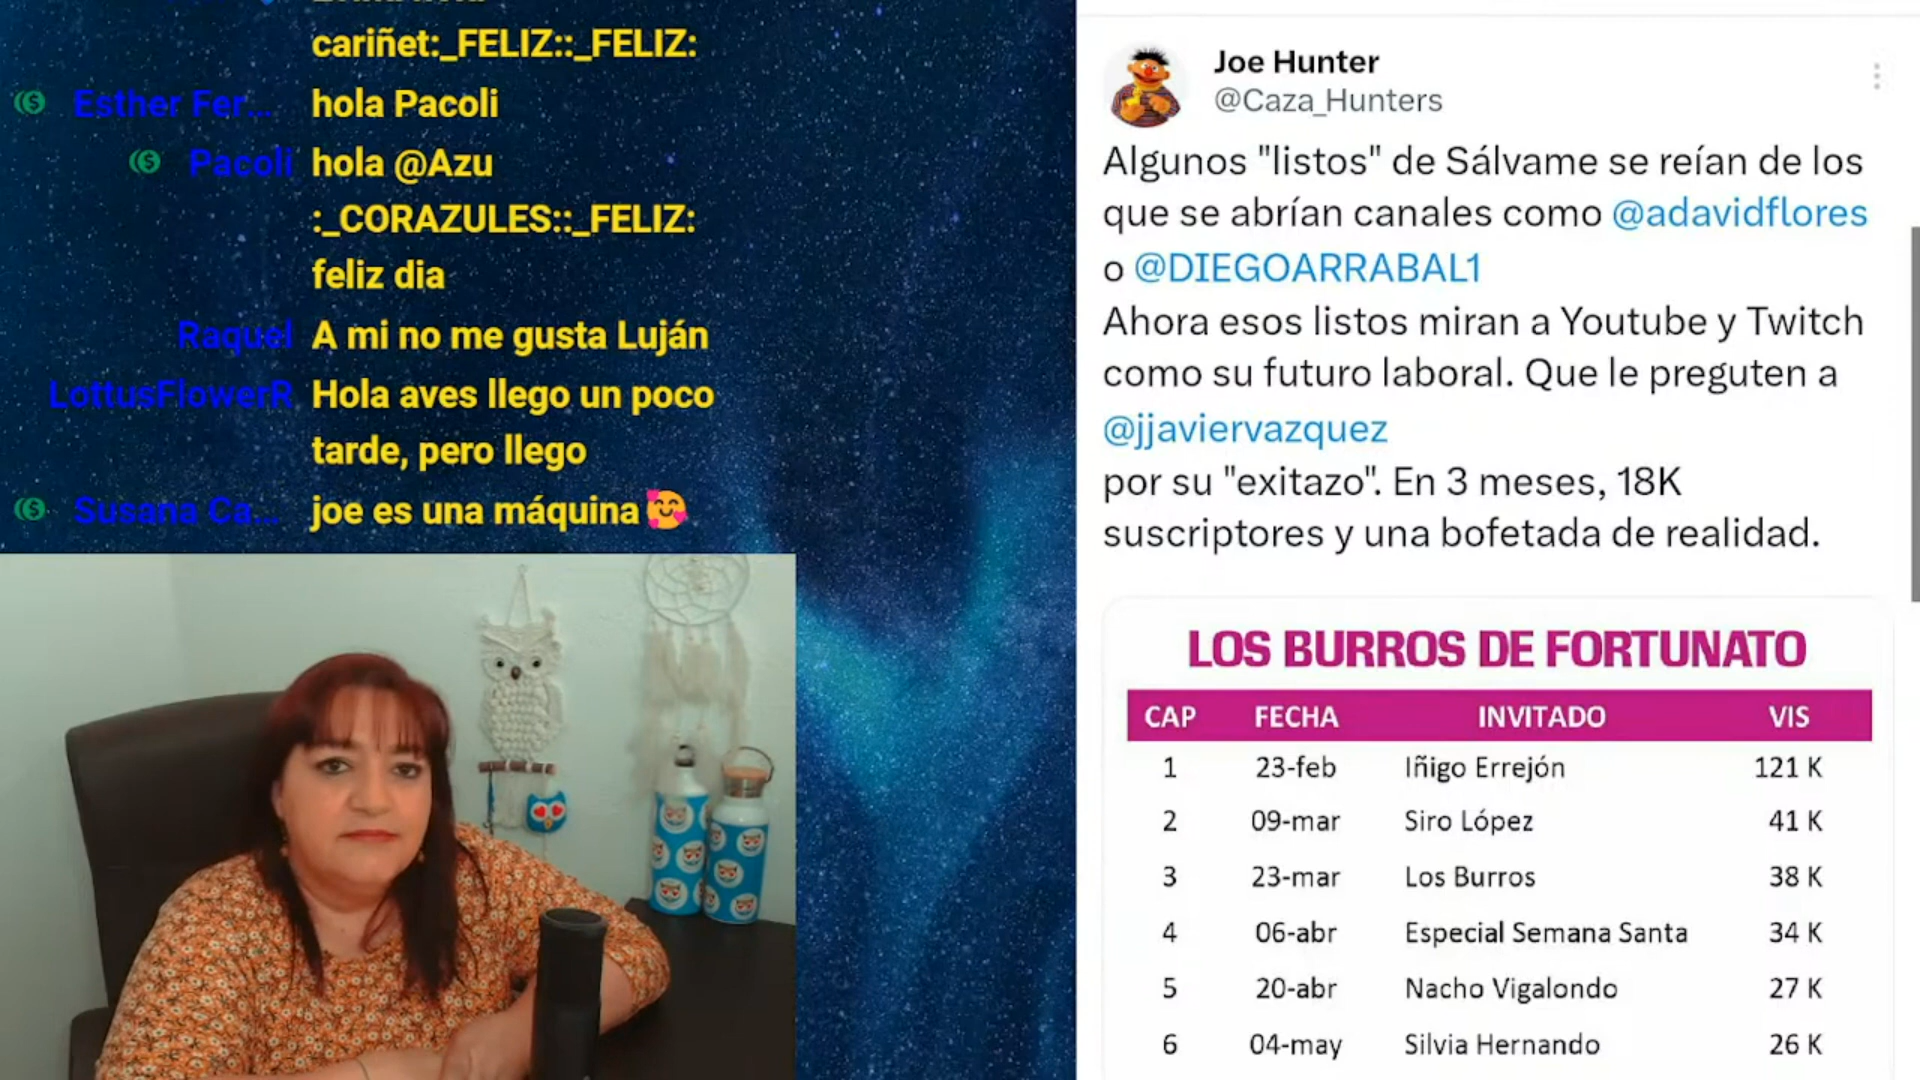 cariñet:_FELIZ::_FELIZ:
Esther Fer... hola Pacoli
Pacoli hola @Azu
:_CORAZULES::_FELIZ:
feliz dia
Raquel A mi no me gusta Luján
LottusFlowerR Hola aves llego un poco
tarde, pero llego
Susana Ca... joe es una máquina🥰
Joe Hunter
@Caza_Hunters
Algunos "listos" de Sálvame se reían de los
que se abrían canales como @adavidflores
o @DIEGOARRABAL1
Ahora esos listos miran a Youtube y Twitch
como su futuro laboral. Que le preguten a
@jjaviervazquez
por su "exitazo". En 3 meses, 18K
suscriptores y una bofetada de realidad.
LOS BURROS DE FORTUNATO
CAP FECHA INVITADO VIS
1 23-feb Iñigo Errejón 121 K
2 09-mar Siro López 41 K
3 23-mar Los Burros 38 K
4 06-abr Especial Semana Santa 34 K
5 20-abr Nacho Vigalondo 27 K
6 04-may Silvia Hernando 26 K